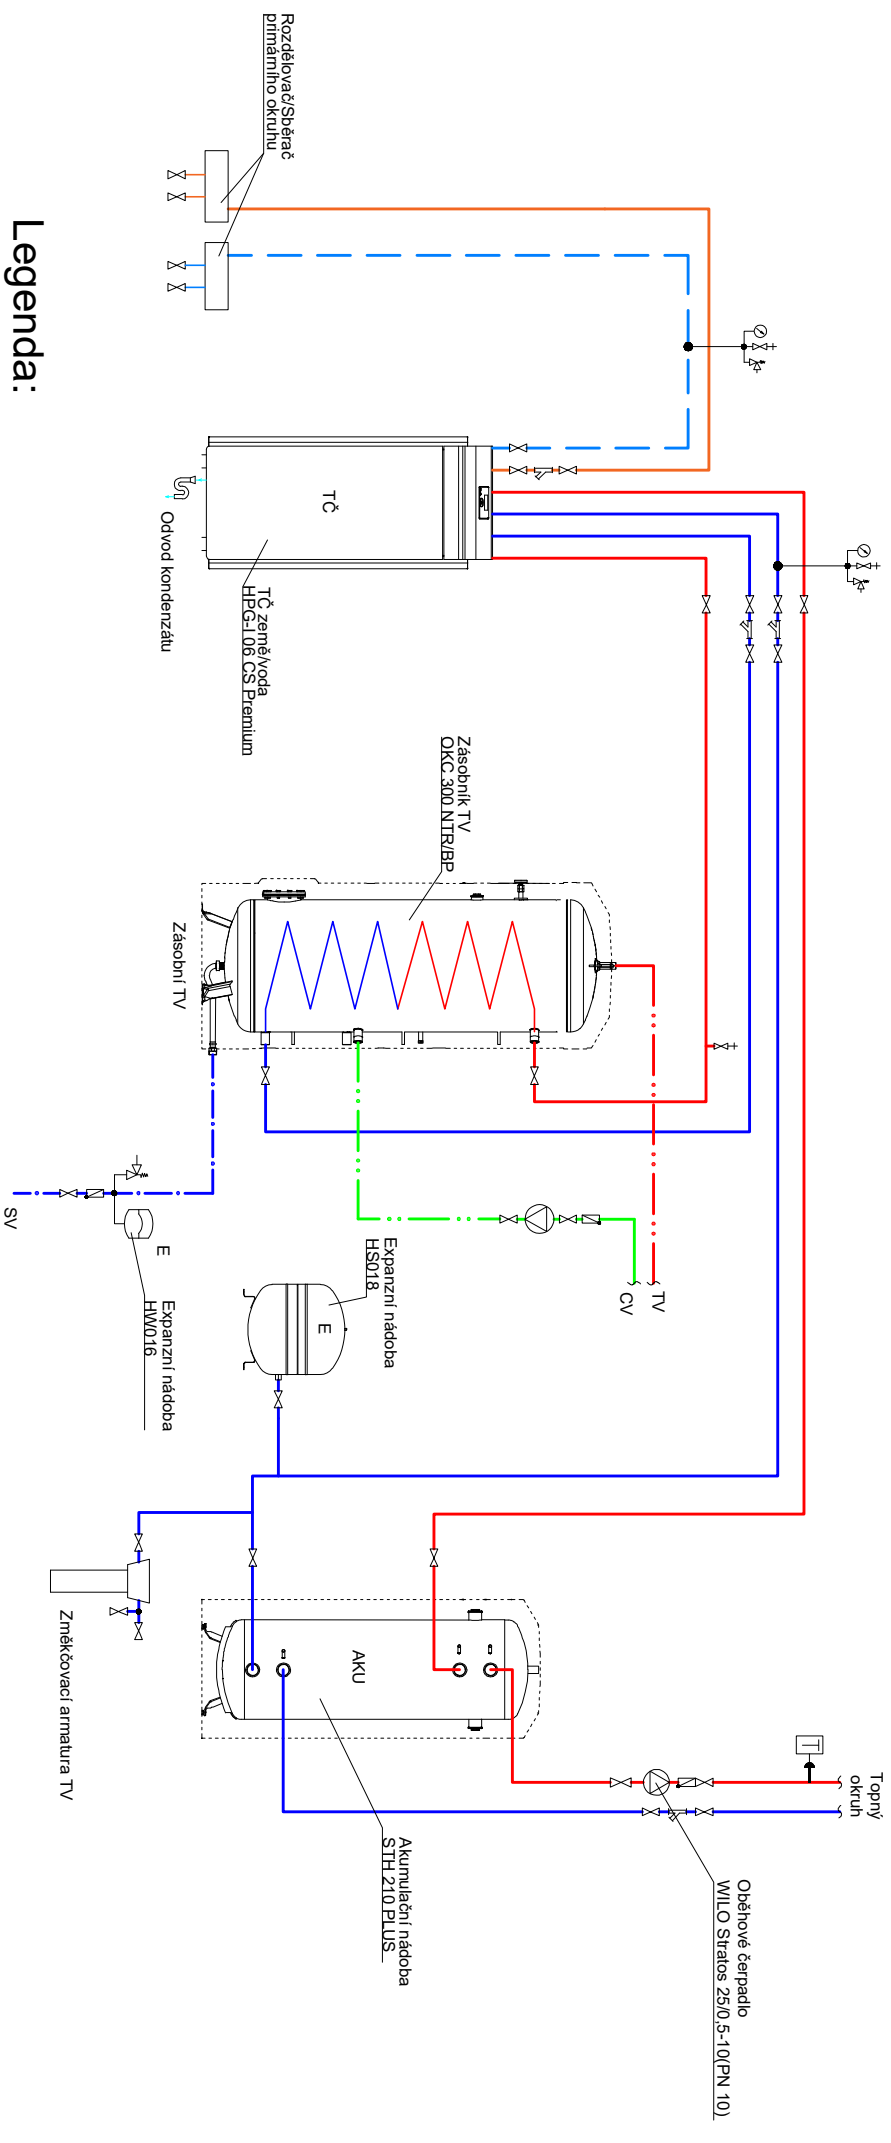 Rozdělovač/Sběrač
primárního okruhu
Legenda:
TČ
Odvod kondenzátu
TČ země/voda
HPG-I 06 CS Premium
Zásobník TV
OKC 300 NTR/BP
Zásobní TV
SV
E
Expanzní nádoba
HW016
TV
CV
Expanzní nádoba
HS018
E
Změkčovací armatura TV
AKU
Akumulační nádoba
STH 210 PLUS
T
Topný
okruh
Oběhové čerpadlo
WILO Stratos 25/0,5-10(PN 10)